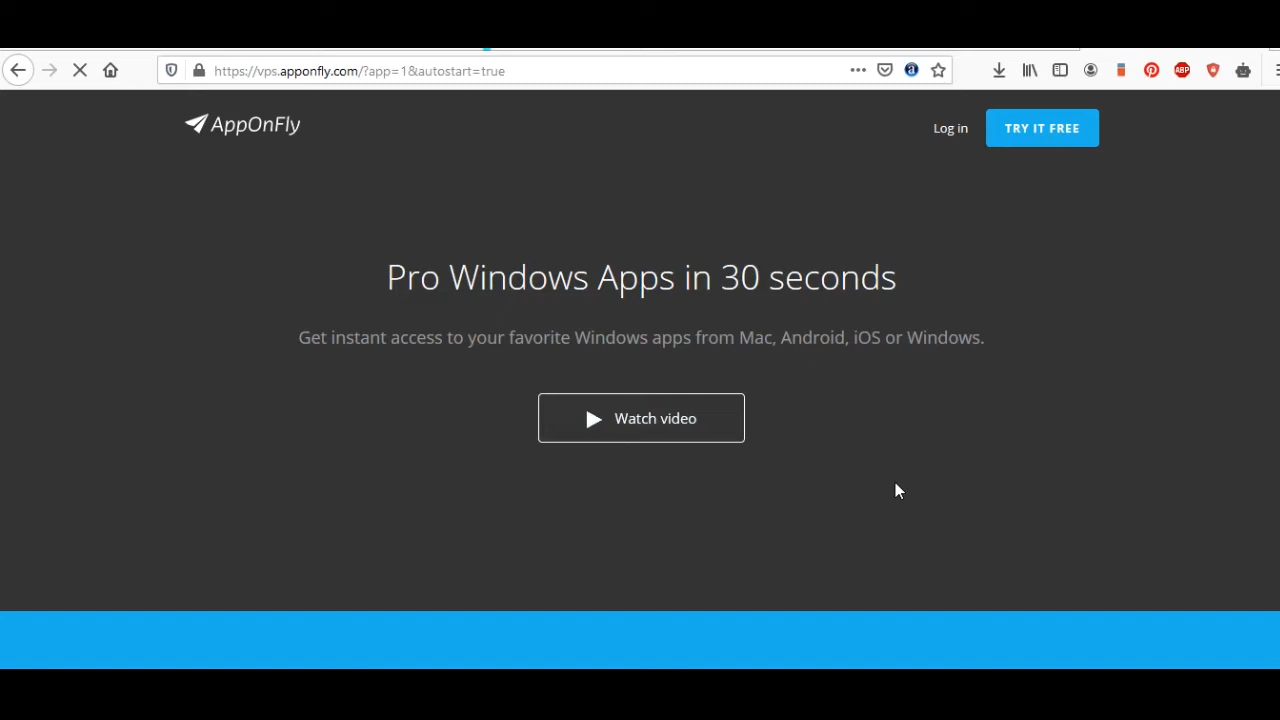 https://vps.apponfly.com/?app=1&autostart=true
ABP
AppOnFly
Log in
TRY IT FREE
Pro Windows Apps in 30 seconds
Get instant access to your favorite Windows apps from Mac, Android, iOS or Windows.
Watch video